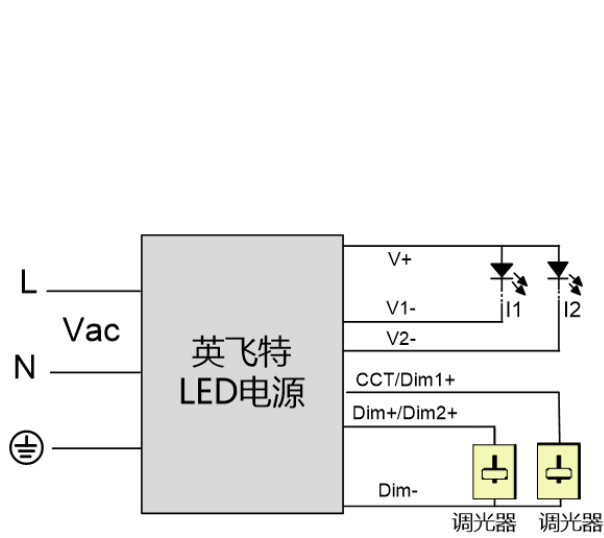 V+
L
V1-
I1
I2
Vac
V2-
英飞特
LED电源
N
CCT/Dim1+
Dim+/Dim2+
Dim-
调光器
调光器